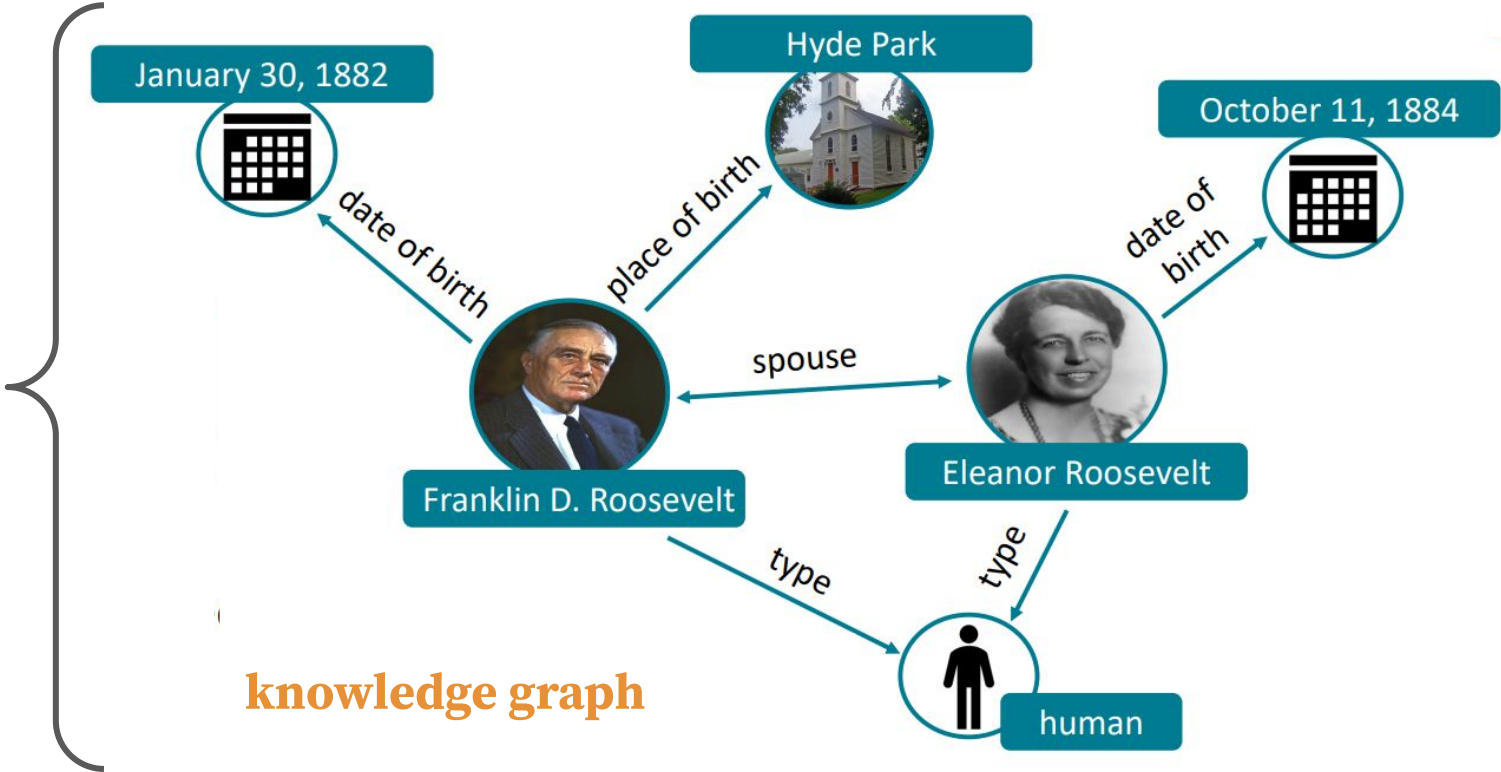 January 30, 1882
Hyde Park
October 11, 1884
date of birth
place of birth
date of
birth
spouse
Franklin D. Roosevelt
Eleanor Roosevelt
type
type
knowledge graph
human